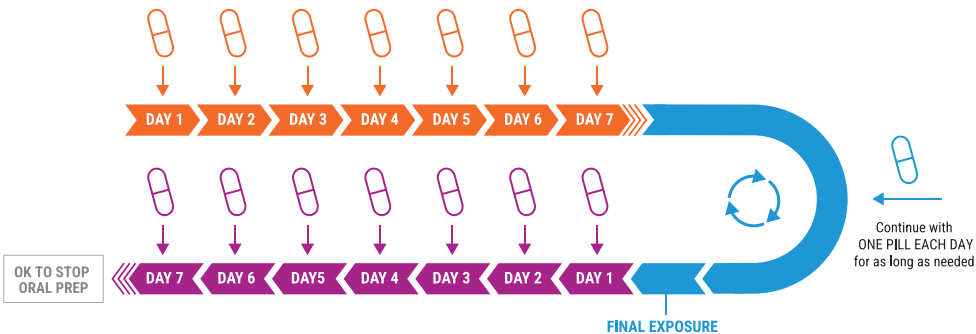 DAY 1 DAY 2 DAY 3 DAY 4 DAY 5 DAY 6 DAY 7
Continue with
ONE PILL EACH DAY
for as long as needed
OK TO STOP
ORAL PREP
DAY 7 DAY 6 DAY5 DAY 4 DAY 3 DAY 2 DAY 1
FINAL EXPOSURE